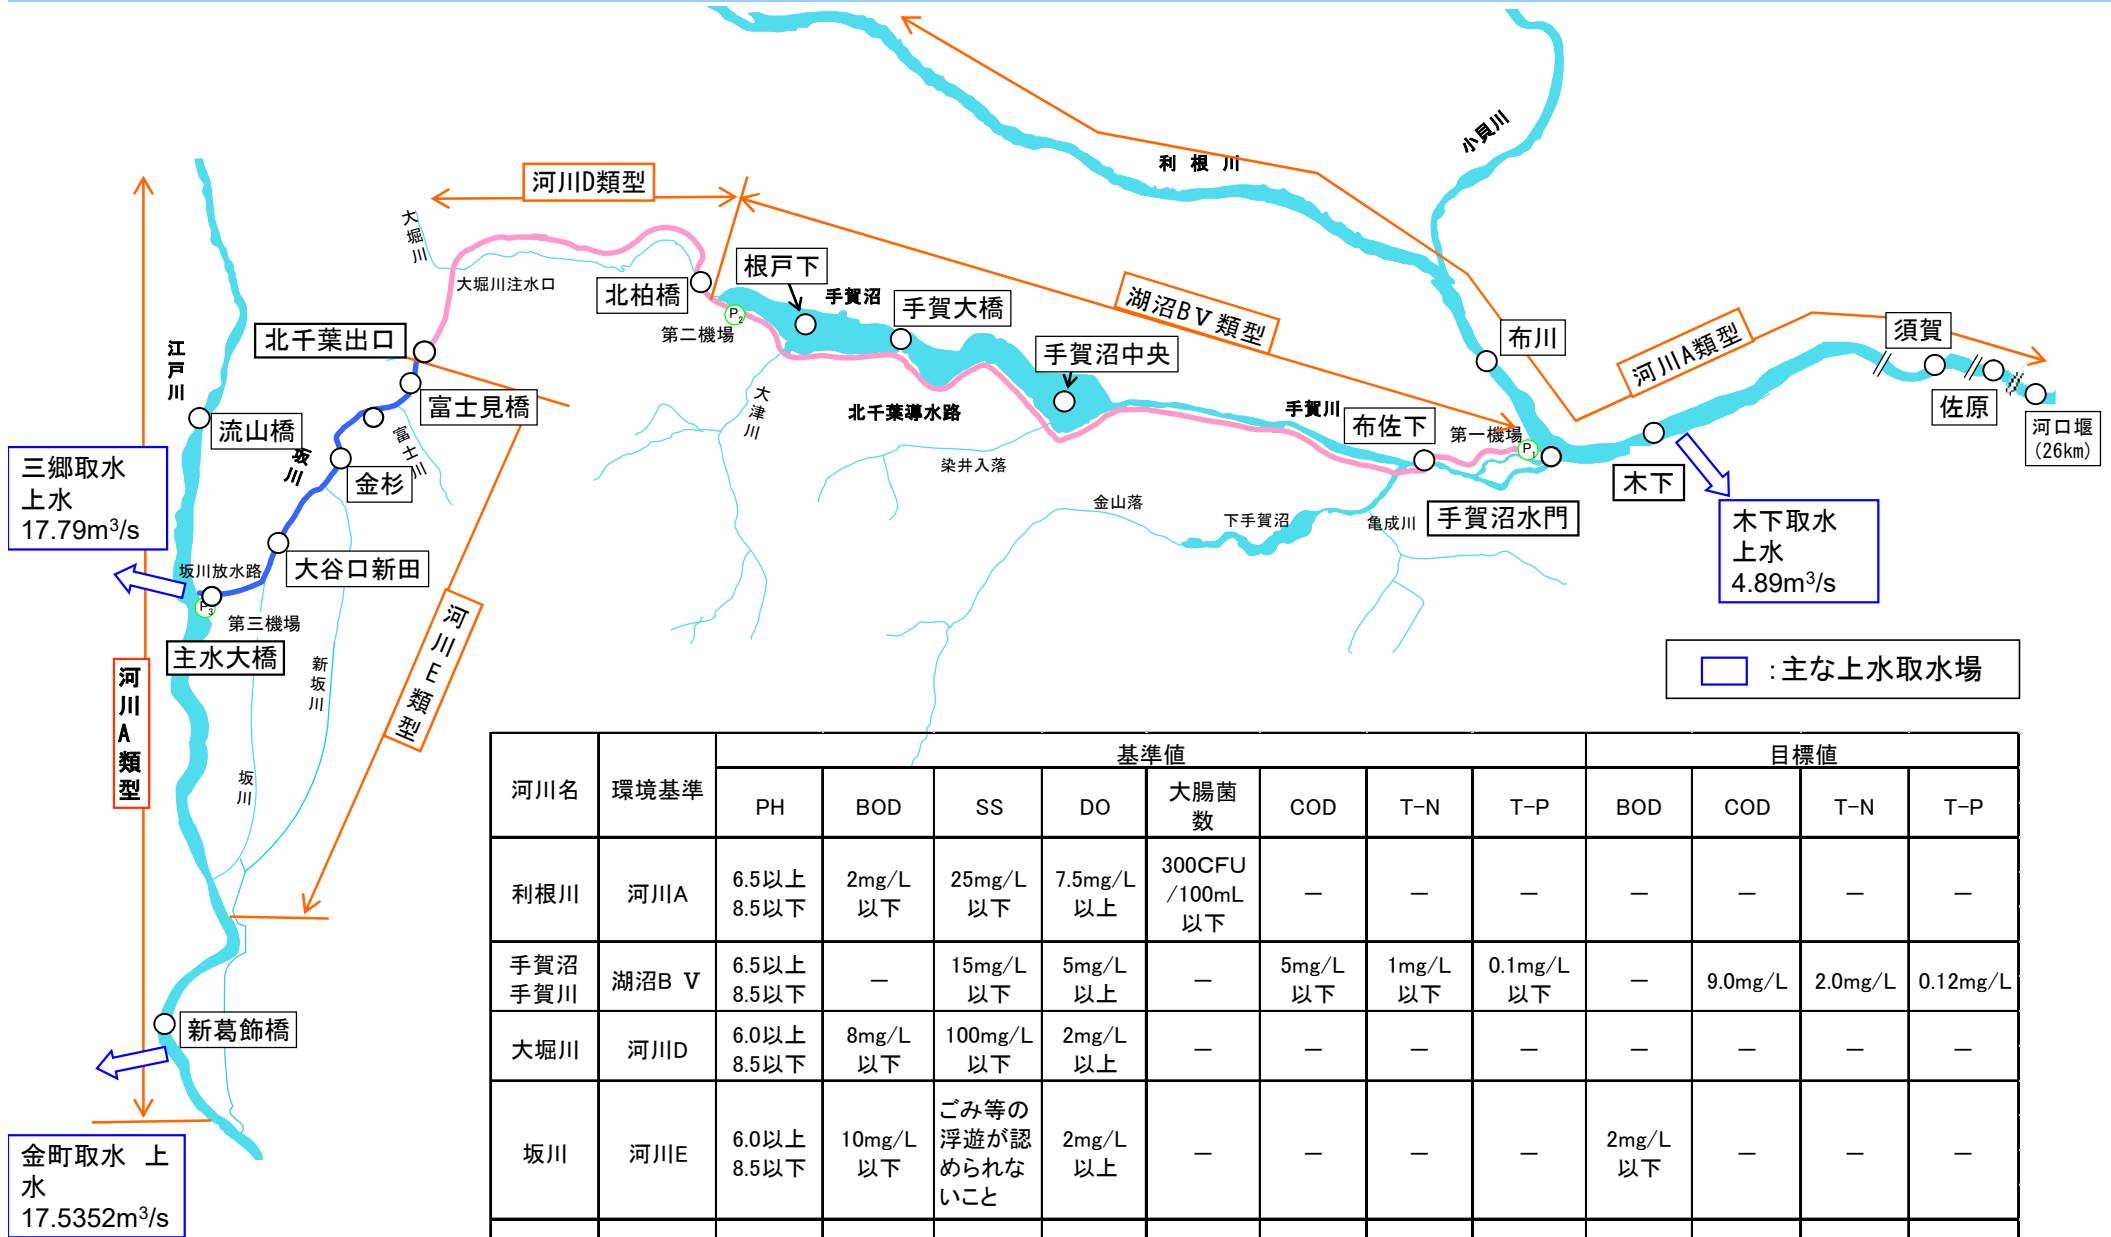 利根川
小貝川
河川D類型
大堀川
大堀川注水口
北柏橋
根戸下
手賀沼
手賀大橋
湖沼BⅤ類型
手賀沼中央
第二機場
P2
北千葉出口
富士見橋
富士川
江戸川
流山橋
坂川
金杉
三郷取水
上水
17.79m³/s
大谷口新田
坂川放水路
P3
第三機場
主水大橋
河川E類型
河川A類型
新坂川
坂川
新葛飾橋
金町取水 上
水
17.5352m³/s
大津川
北千葉導水路
染井入落
金山落
下手賀沼
亀成川
手賀川
布佐下
第一機場
P1
手賀沼水門
布川
河川A類型
木下
須賀
佐原
河口堰
(26km)
木下取水
上水
4.89m³/s
:主な上水取水場
河川名 環境基準 基準値 目標値
PH BOD SS DO 大腸菌数 COD T-N T-P BOD COD T-N T-P
利根川 河川A 6.5以上 8.5以下 2mg/L 以下 25mg/L 以下 7.5mg/L 以上 300CFU /100mL 以下 － － － － － － －
手賀沼 手賀川 湖沼B Ⅴ 6.5以上 8.5以下 － 15mg/L 以下 5mg/L 以上 － 5mg/L 以下 1mg/L 以下 0.1mg/L 以下 － 9.0mg/L 2.0mg/L 0.12mg/L
大堀川 河川D 6.0以上 8.5以下 8mg/L 以下 100mg/L 以下 2mg/L 以上 － － － － － － － －
坂川 河川E 6.0以上 8.5以下 10mg/L 以下 ごみ等の浮遊が認められないこと 2mg/L 以上 － － － － 2mg/L 以下 － － －